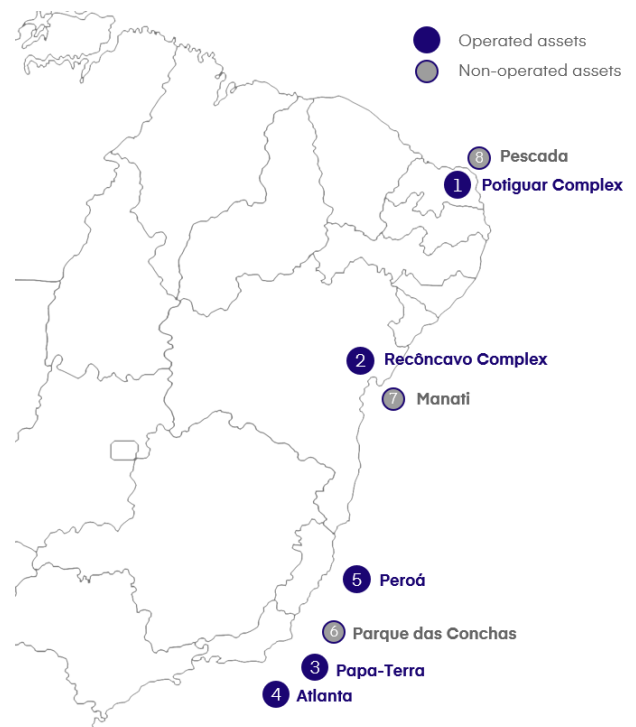 Operated assets
Non-operated assets
8 Pescada
1 Potiguar Complex
2 Recôncavo Complex
7 Manati
5 Peroá
6 Parque das Conchas
3 Papa-Terra
4 Atlanta